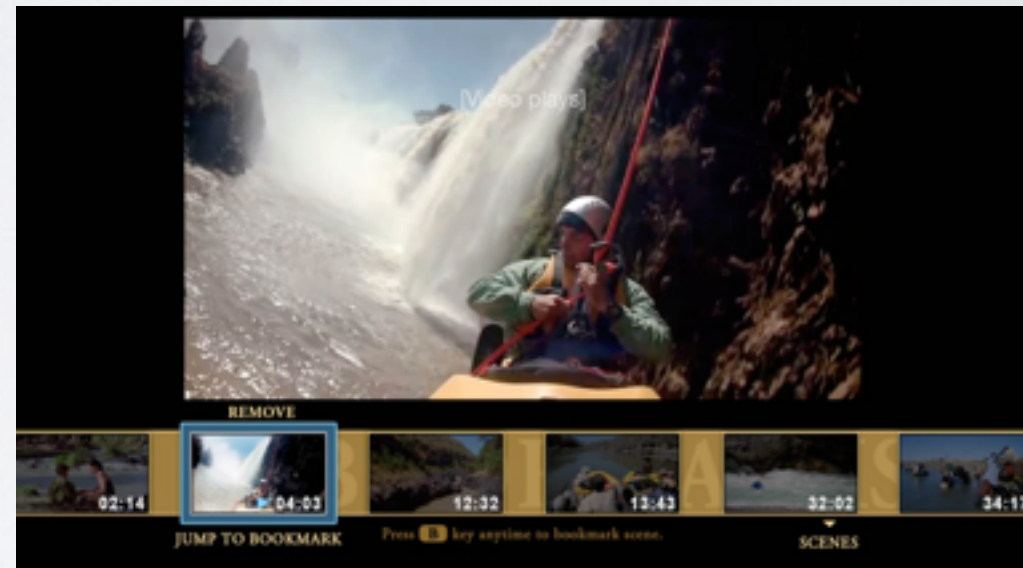 [Video plays]
REMOVE
02:14
04:03
12:32
13:43
32:02
34:17
JUMP TO BOOKMARK
Press B key anytime to bookmark scene.
SCENES